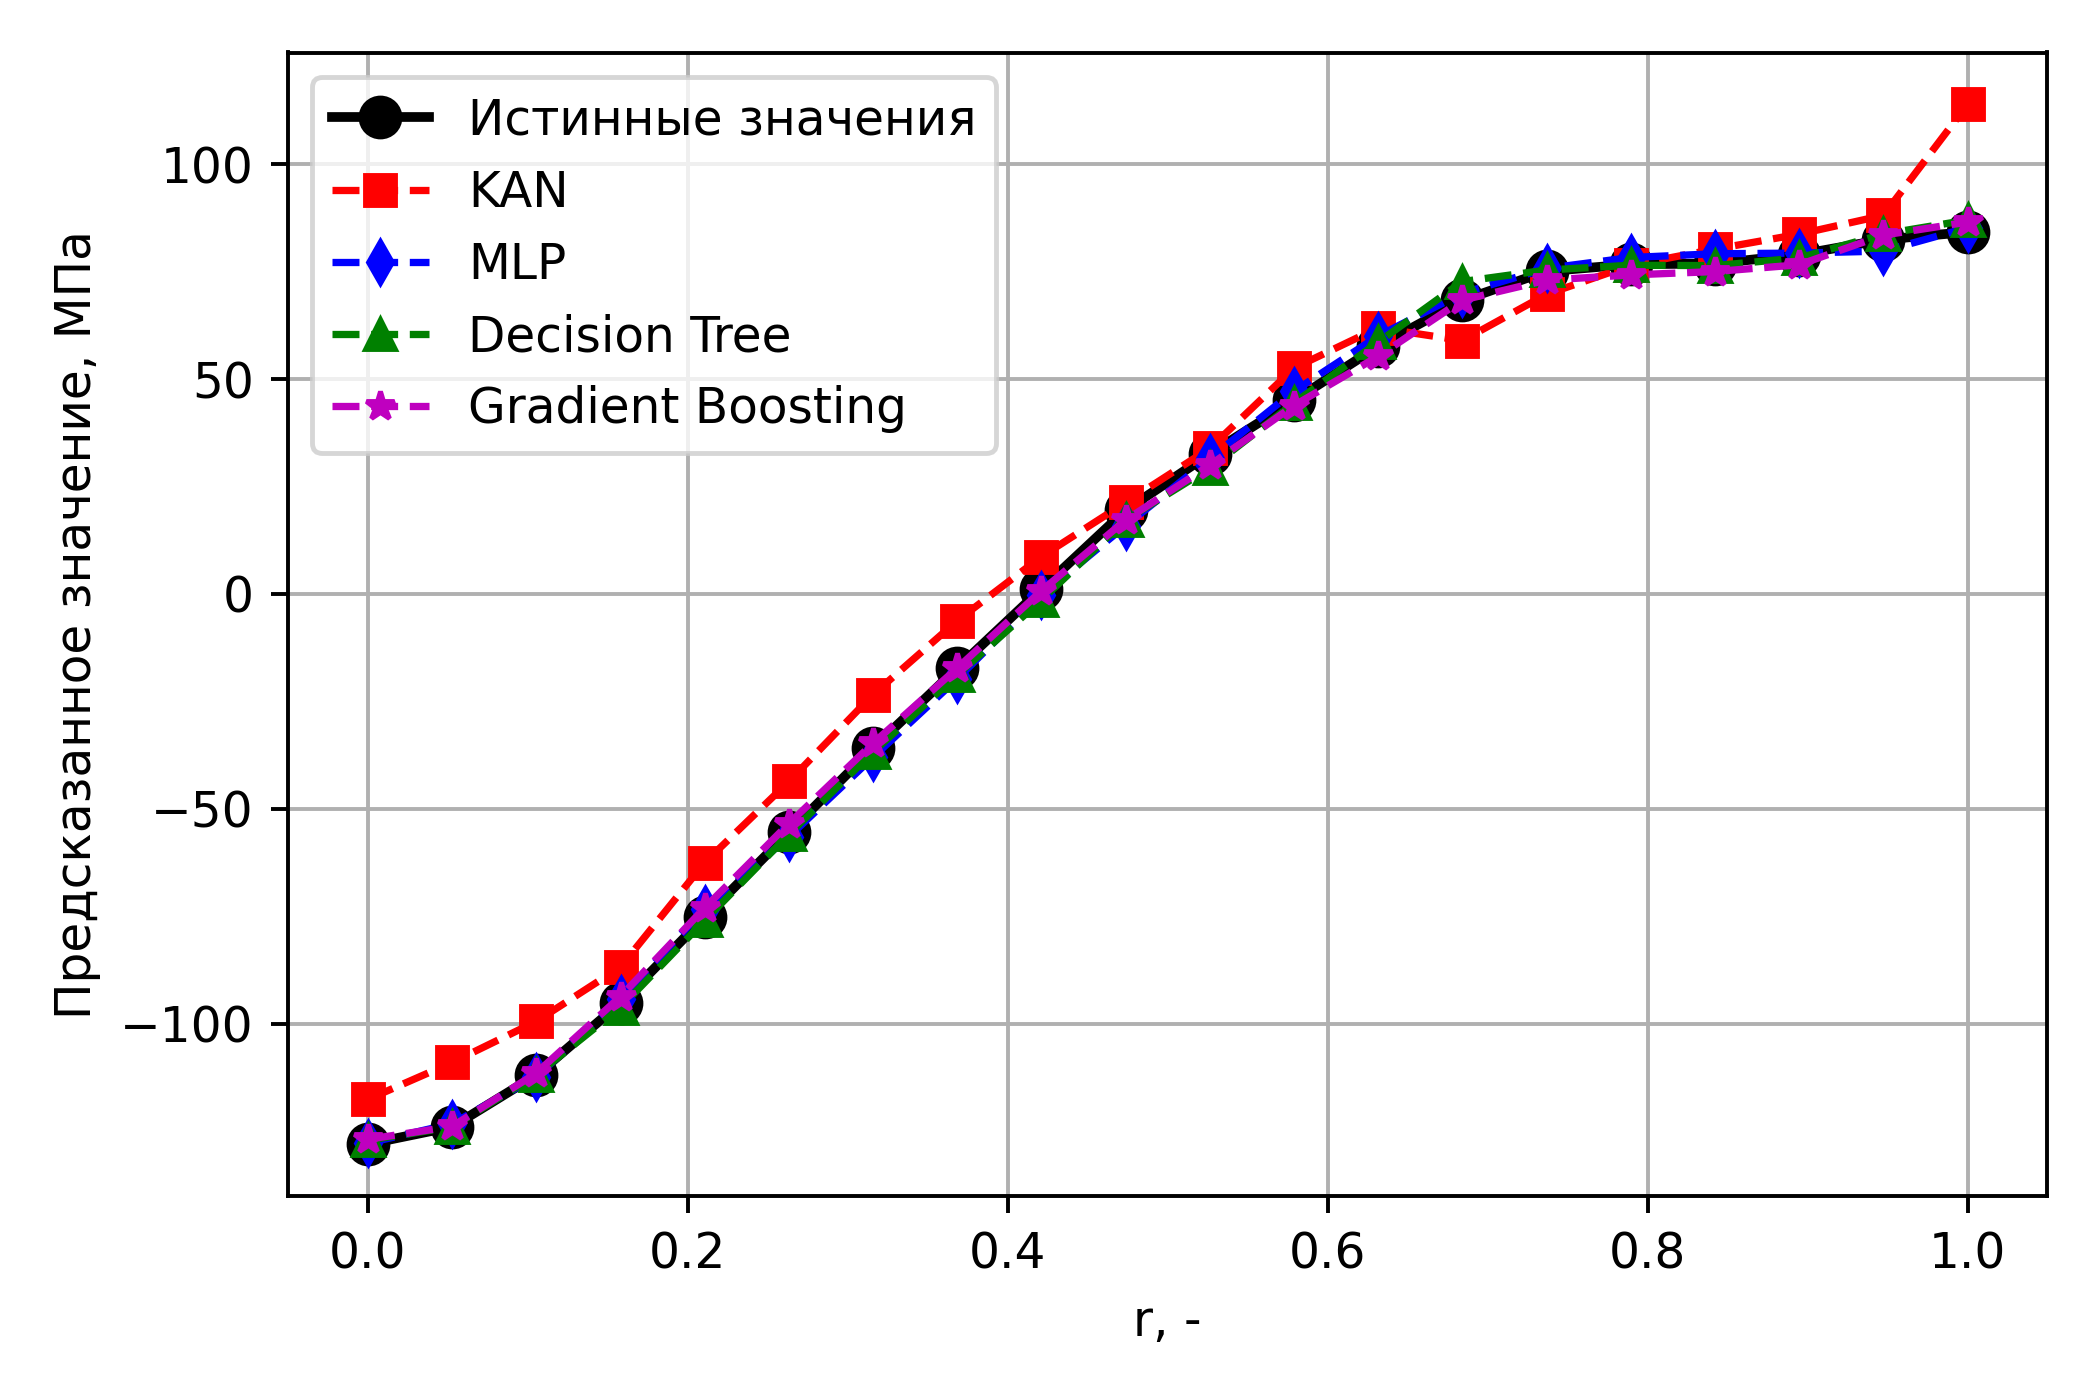 Истинные значения
KAN
MLP
Decision Tree
Gradient Boosting
Предсказанное значение, МПа
100
50
0
−50
−100
0.0 0.2 0.4 0.6 0.8 1.0
r, -